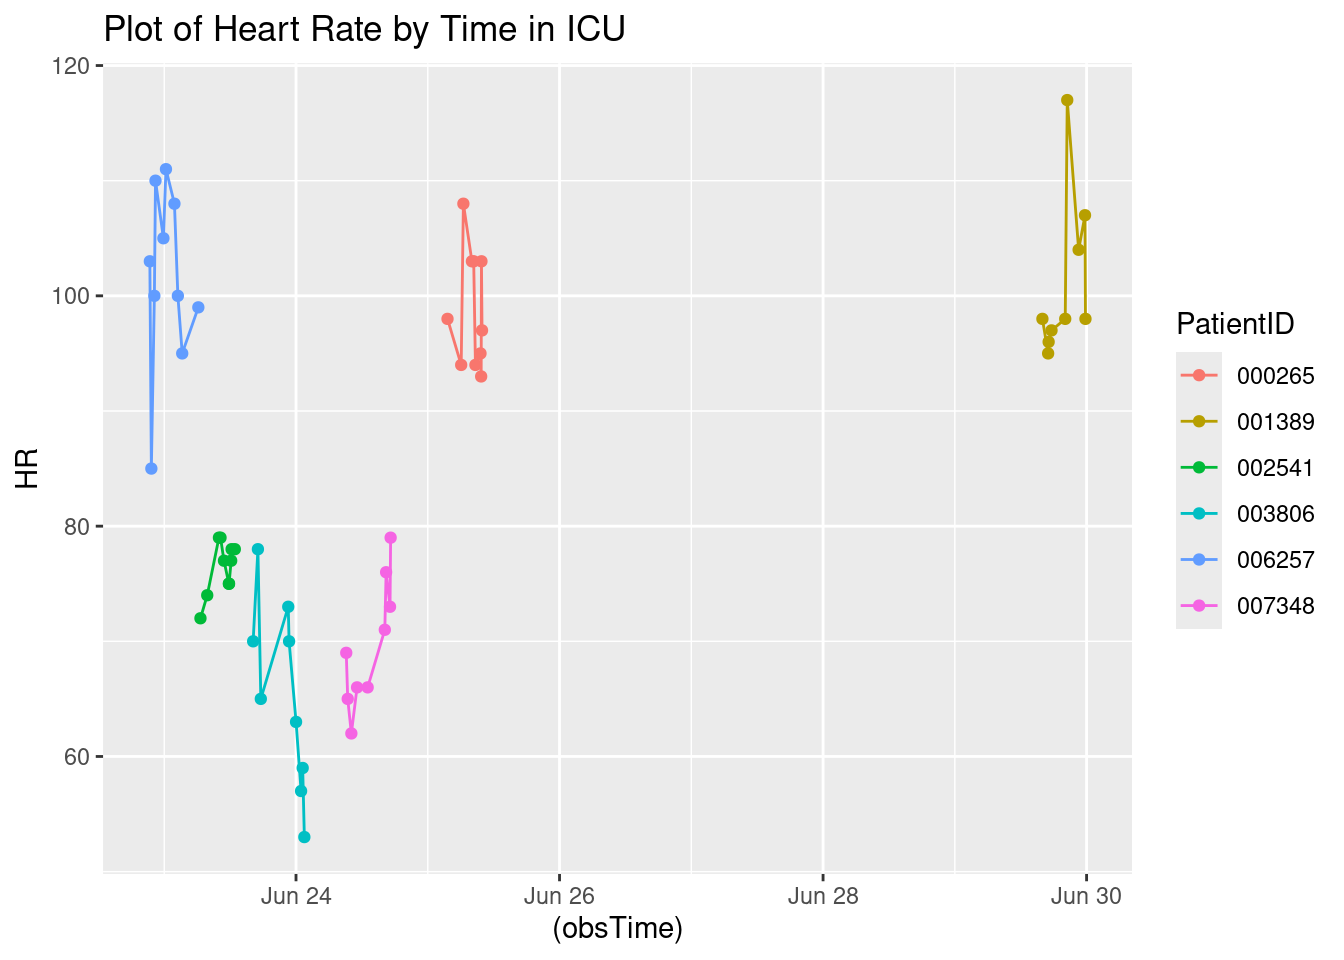 Plot of Heart Rate by Time in ICU
120
100
80
60
HR
Jun 24
Jun 26
Jun 28
Jun 30
(obsTime)
PatientID
000265
001389
002541
003806
006257
007348